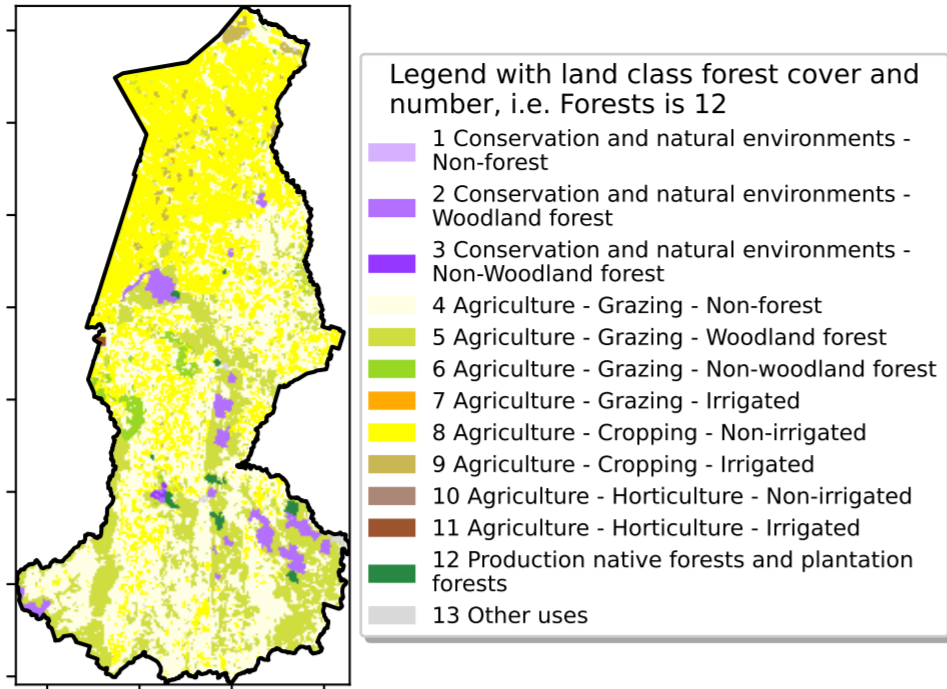 Legend with land class forest cover and
number, i.e. Forests is 12
1 Conservation and natural environments -
Non-forest
2 Conservation and natural environments -
Woodland forest
3 Conservation and natural environments -
Non-Woodland forest
4 Agriculture - Grazing - Non-forest
5 Agriculture - Grazing - Woodland forest
6 Agriculture - Grazing - Non-woodland forest
7 Agriculture - Grazing - Irrigated
8 Agriculture - Cropping - Non-irrigated
9 Agriculture - Cropping - Irrigated
10 Agriculture - Horticulture - Non-irrigated
11 Agriculture - Horticulture - Irrigated
12 Production native forests and plantation
forests
13 Other uses